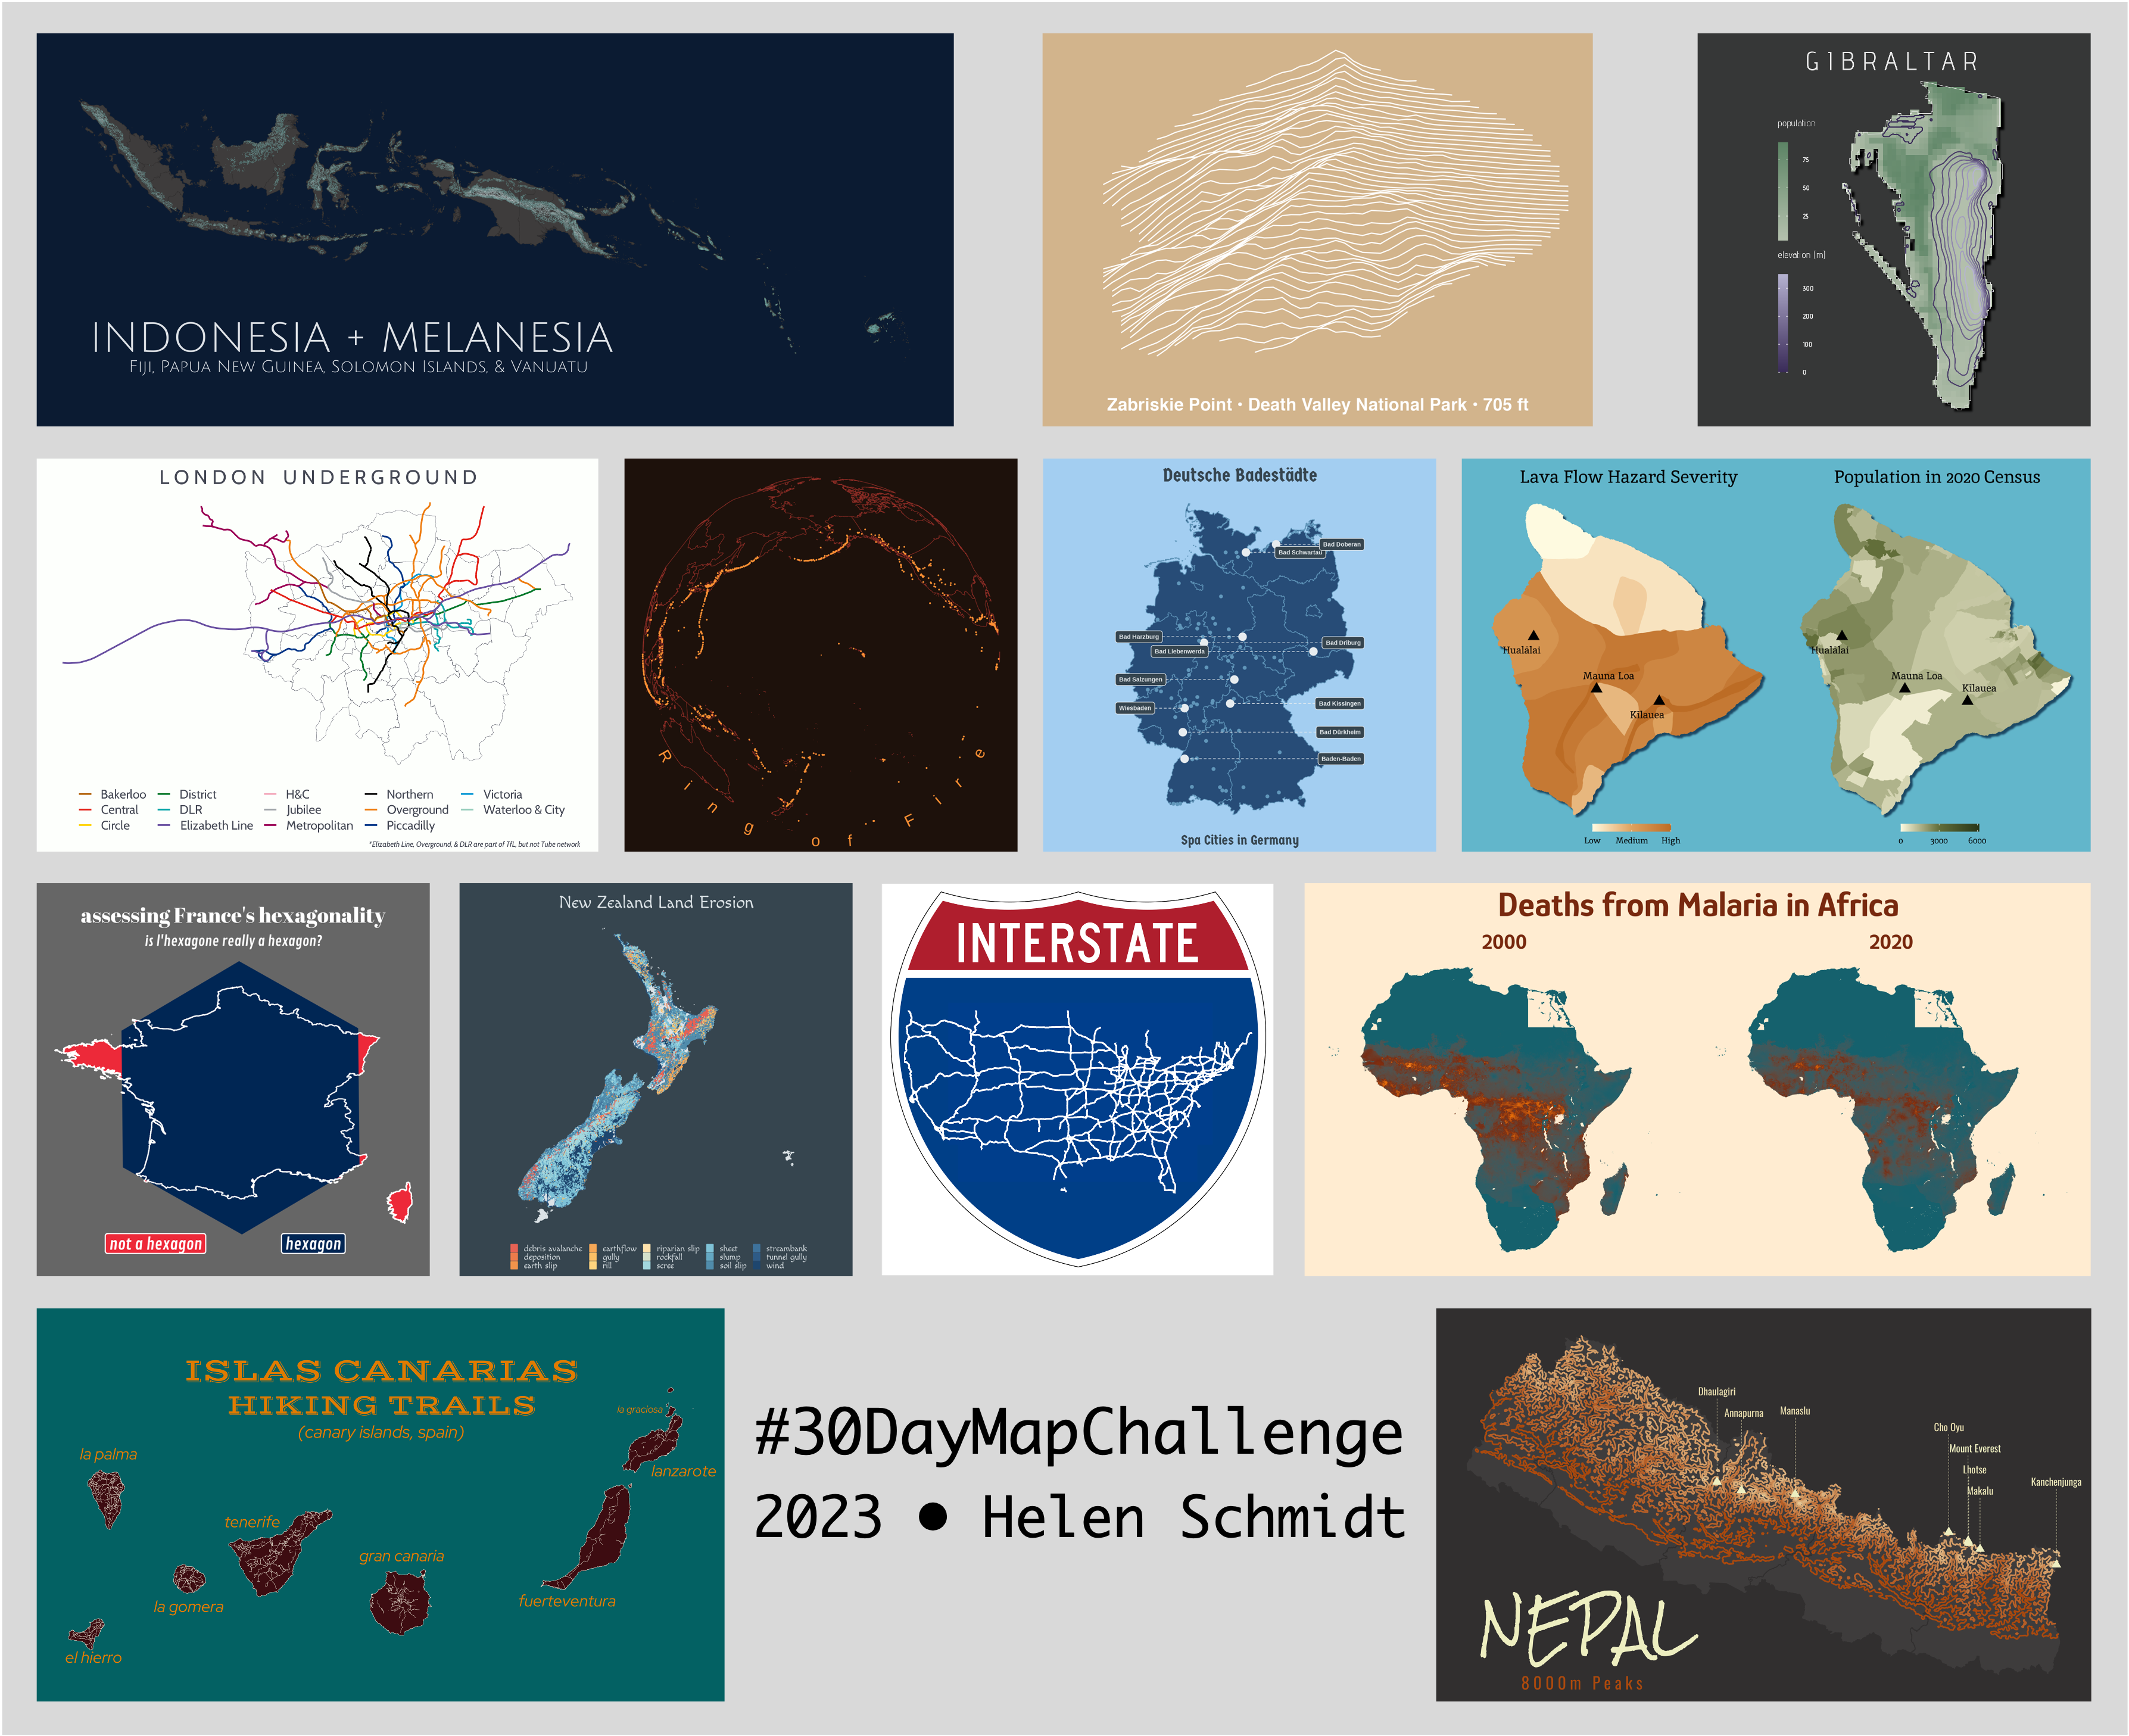 INDONESIA + MELANESIA
FIJI, PAPUA NEW GUINEA, SOLOMON ISLANDS, & VANUATU
Zabriskie Point • Death Valley National Park • 705 ft
GIBRALTAR
population
75
50
25
elevation (m)
300
200
100
0
LONDON UNDERGROUND
Bakerloo District H&C Northern Victoria
Central DLR Jubilee Overground Waterloo & City
Circle Elizabeth Line Metropolitan Piccadilly
*Elizabeth Line, Overground, & DLR are part of TfL, but not Tube network
Ring of Fire
Deutsche Badestädte
Bad Doberan
Bad Schwartau
Bad Harzburg
Bad Driburg
Bad Liebenwerda
Bad Salzungen
Bad Kissingen
Wiesbaden
Bad Dürkheim
Baden-Baden
Spa Cities in Germany
Lava Flow Hazard Severity
Hualālai
Mauna Loa
Kīlauea
Low Medium High
Population in 2020 Census
Hualālai
Mauna Loa
Kīlauea
0 3000 6000
assessing France's hexagonality
is l'hexagone really a hexagon?
not a hexagon hexagon
New Zealand Land Erosion
debris avalanche earthflow riparian slip sheet streambank
deposition gully rockfall slump tunnel gully
earth slip rill scree soil slip wind
INTERSTATE
Deaths from Malaria in Africa
2000 2020
ISLAS CANARIAS
HIKING TRAILS
(canary islands, spain)
la graciosa
la palma
lanzarote
tenerife
gran canaria
la gomera
fuerteventura
el hierro
#30DayMapChallenge
2023 • Helen Schmidt
Dhaulagiri
Annapurna
Manaslu
Cho Oyu
Mount Everest
Lhotse
Makalu
Kanchenjunga
NEPAL
8000m Peaks